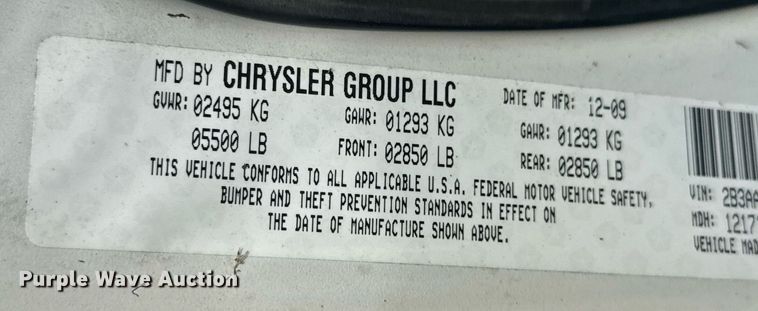 MFD BY CHRYSLER GROUP LLC DATE OF MFR: 12-09
GVWR: 02495 KG GAWR: 01293 KG GAWR: 01293 KG
05500 LB FRONT: 02850 LB REAR: 02850 LB
THIS VEHICLE CONFORMS TO ALL APPLICABLE U.S.A. FEDERAL MOTOR VEHICLE SAFETY,
BUMPER AND THEFT PREVENTION STANDARDS IN EFFECT ON
THE DATE OF MANUFACTURE SHOWN ABOVE.
VIN: 2B3AA
MDH: 1217
VEHICLE MAD
Purple Wave Auction